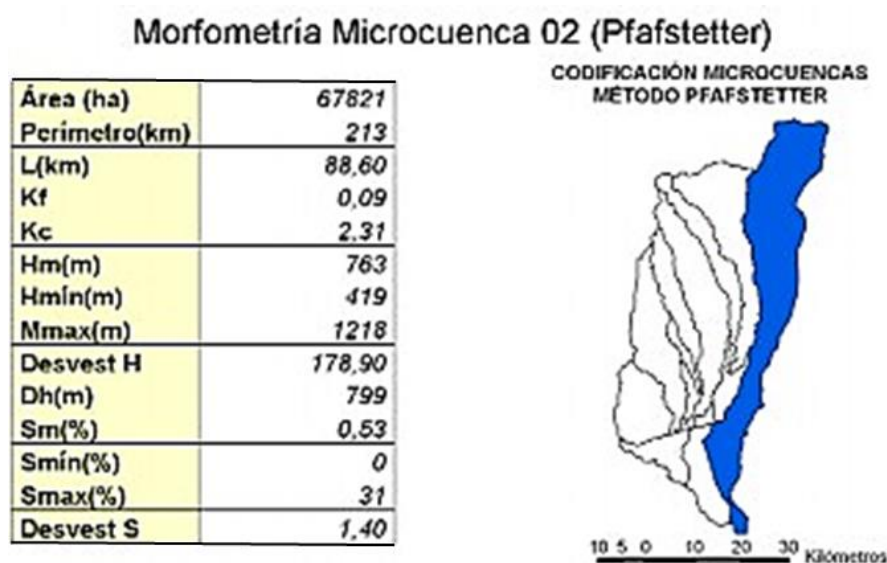 Morfometría Microcuenca 02 (Pfafstetter)
CODIFICACIÓN MICROCUENCAS
MÉTODO PFAFSTETTER
Área (ha) 67821
Perímetro(km) 213
L(km) 88,60
Kf 0,09
Kc 2,31
Hm(m) 763
Hmín(m) 419
Mmax(m) 1218
Desvest H 178,90
Dh(m) 799
Sm(%) 0,53
Smín(%) 0
Smax(%) 31
Desvest S 1,40
10 5 0 10 20 30 Kilómetros